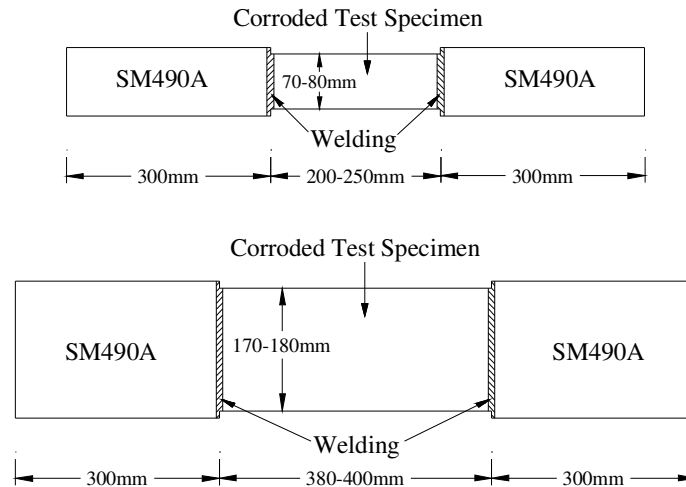 Corroded Test Specimen
SM490A
70-80mm
SM490A
Welding
300mm
200-250mm
300mm
Corroded Test Specimen
SM490A
170-180mm
SM490A
Welding
300mm
380-400mm
300mm